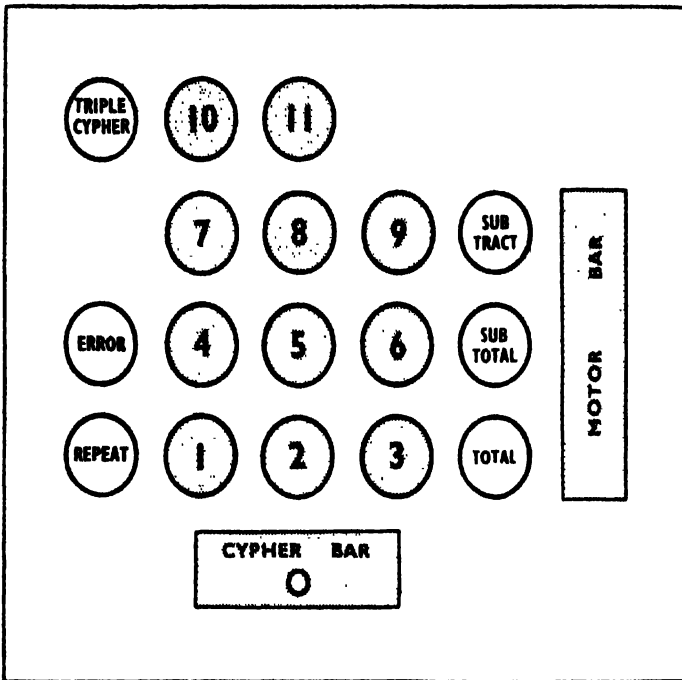 TRIPLE CYPHER 10 11
7 8 9 SUB TRACT
ERROR 4 5 6 SUB TOTAL
REPEAT 1 2 3 TOTAL
MOTOR BAR
CYPHER BAR
0